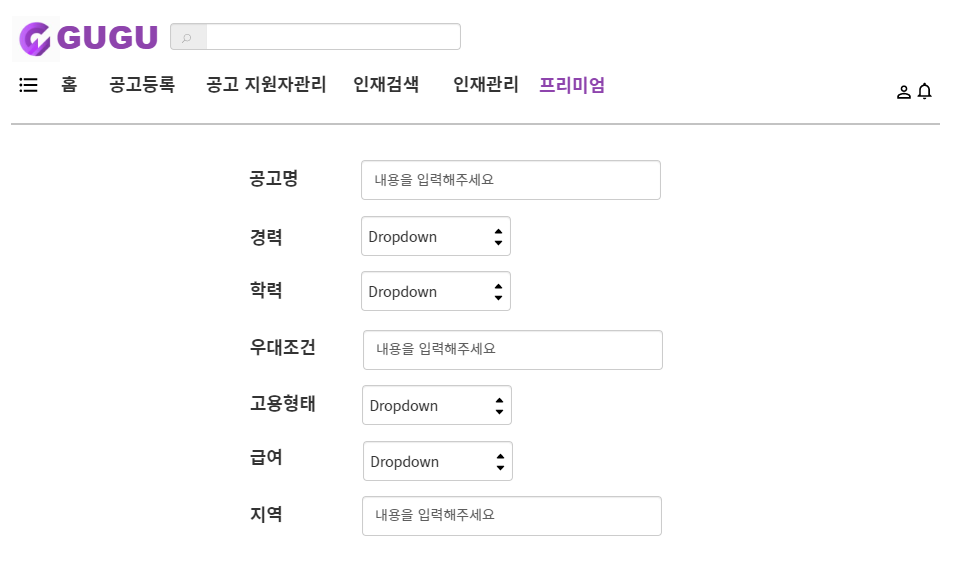 GUGU
홈 공고등록 공고 지원자관리 인재검색 인재관리 프리미엄
공고명 내용을 입력해주세요
경력 Dropdown
학력 Dropdown
우대조건 내용을 입력해주세요
고용형태 Dropdown
급여 Dropdown
지역 내용을 입력해주세요